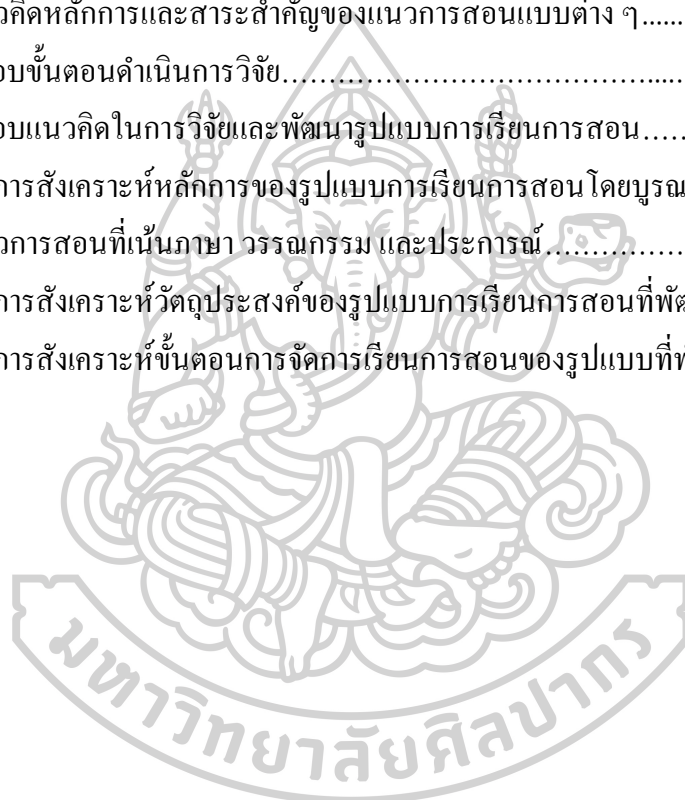 วคิดหลักการและสาระสำคัญของแนวการสอนแบบต่าง ๆ.......
อบขั้นตอนดำเนินการวิจัย…………………………………….....
อบแนวคิดในการวิจัยและพัฒนารูปแบบการเรียนการสอน……
การสังเคราะห์หลักการของรูปแบบการเรียนการสอนโดยบูรณ
วการสอนที่เน้นภาษา วรรณกรรม และประการณ์……………
การสังเคราะห์วัตถุประสงค์ของรูปแบบการเรียนการสอนที่พัต
การสังเคราะห์ขั้นตอนการจัดการเรียนการสอนของรูปแบบที่พ
มหาวิทยาลัยศิลปากร